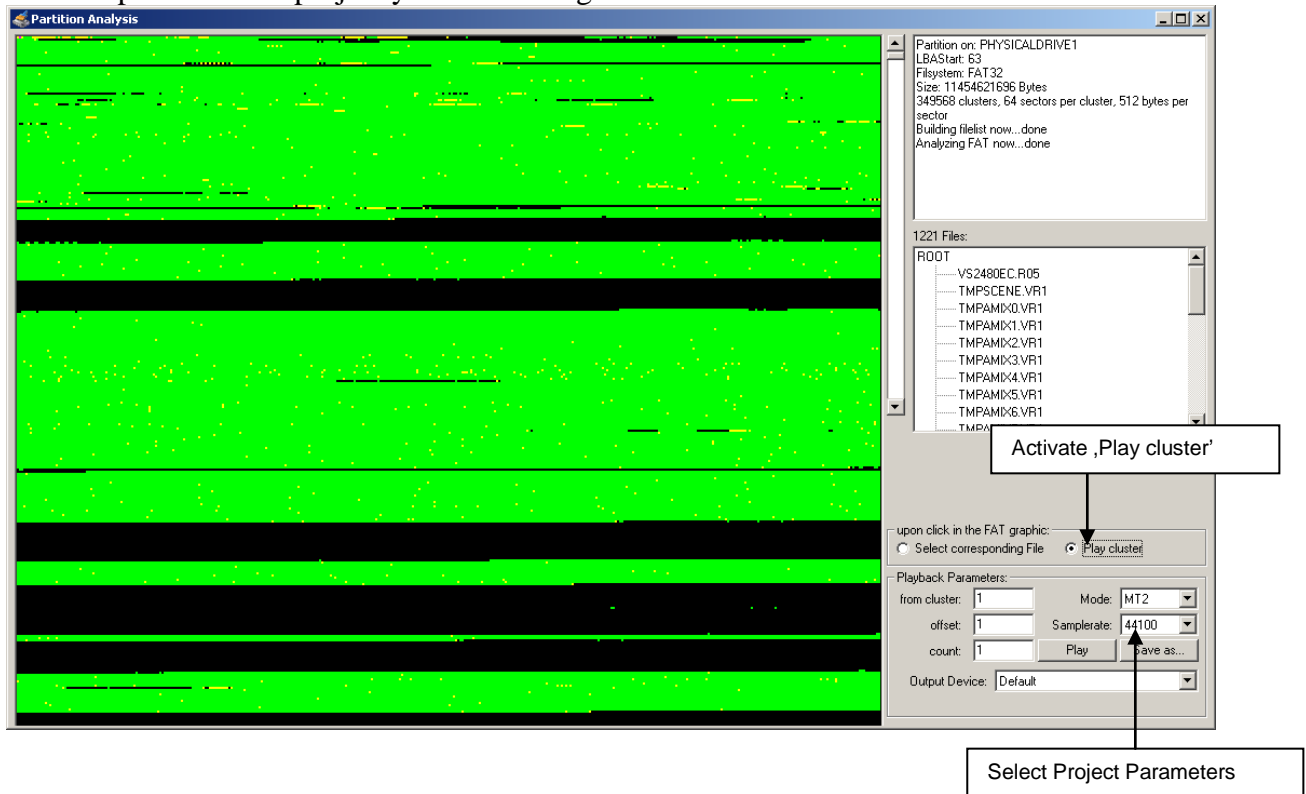 Partition Analysis
Partition on: PHYSICALDRIVE1
LBAStart: 63
Filsystem: FAT32
Size: 11454621696 Bytes
349568 clusters, 64 sectors per cluster, 512 bytes per
sector
Building filelist now...done
Analyzing FAT now...done
1221 Files:
ROOT
VS2480EC.R05
TMPSCENE.VR1
TMPAMIX0.VR1
TMPAMIX1.VR1
TMPAMIX2.VR1
TMPAMIX3.VR1
TMPAMIX4.VR1
TMPAMIX5.VR1
TMPAMIX6.VR1
Activate ‚Play cluster’
upon click in the FAT graphic:
Select corresponding File Play cluster
Playback Parameters:
from cluster: 1 Mode: MT2
offset: 1 Samplerate: 44100
count: 1 Play Save as...
Output Device: Default
Select Project Parameters